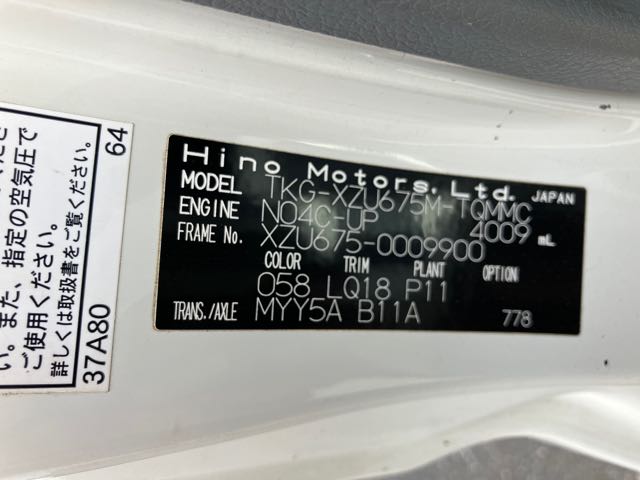 Hino Motors, Ltd. JAPAN
MODEL TKG-XZU675M-TQMMC
ENGINE N04C-UP 4009 mL
FRAME No. XZU675-0009900
COLOR TRIM PLANT OPTION
058 LQ18 P11
TRANS./AXLE MYY5A B11A 778
い。また、指定の空気圧で
ご使用ください。
詳しくは取扱書をご覧ください。
37A80 64